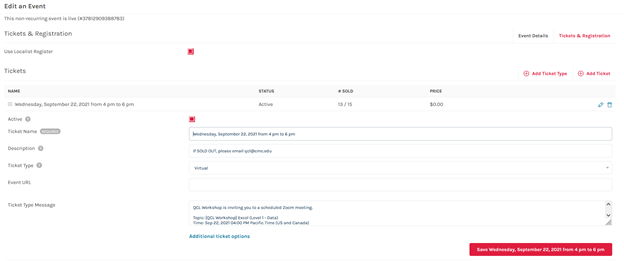 Edit an Event
This non-recurring event is live (#37812909388763)
Tickets & Registration
Event Details
Tickets & Registration
Use Localist Register
Tickets
Add Ticket Type
Add Ticket
NAME STATUS # SOLD PRICE
Wednesday, September 22, 2021 from 4 pm to 6 pm Active 13 / 15 $0.00
Active
Ticket Name
Wednesday, September 22, 2021 from 4 pm to 6 pm
Description
IF SOLD OUT, please email qcl@cmc.edu
Ticket Type
Virtual
Event URL
Ticket Type Message
QCL Workshop is inviting you to a scheduled Zoom meeting.
Topic: [QCL Workshop] Excel (Level 1 - Data)
Time: Sep 22, 2021 04:00 PM Pacific Time (US and Canada)
Additional ticket options
Save Wednesday, September 22, 2021 from 4 pm to 6 pm